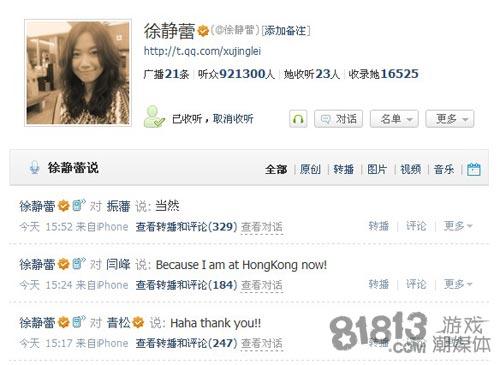 徐静蕾 (@徐静蕾) [添加备注]
http://t.qq.com/xujinglei
广播21条 | 听众921300人 | 她收听23人 | 收录她16525
已收听，取消收听 对话 名单 更多
徐静蕾说 全部 | 原创 | 转播 | 图片 | 视频 | 音乐
徐静蕾 对 振藩 说: 当然
今天 15:52 来自iPhone 查看转播和评论(329) 查看对话 转播 | 评论 | 更多
徐静蕾 对 闫峰 说: Because I am at HongKong now!
今天 15:24 来自iPhone 查看转播和评论(184) 查看对话 转播 | 评论 | 更多
徐静蕾 对 青松 说: Haha thank you!!
今天 15:17 来自iPhone 查看转播和评论(247) 查看对话
81813 游戏
.COM 潮媒体